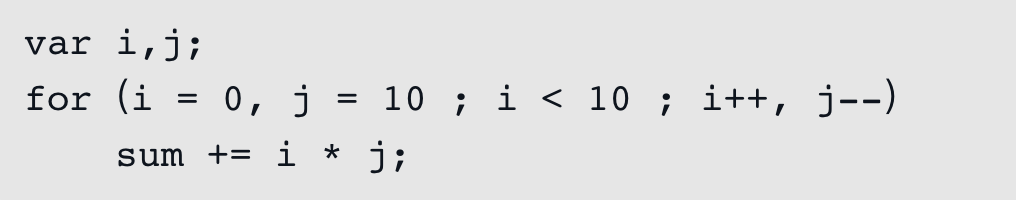 var i,j;
for (i = 0, j = 10 ; i < 10 ; i++, j--)
    sum += i * j;